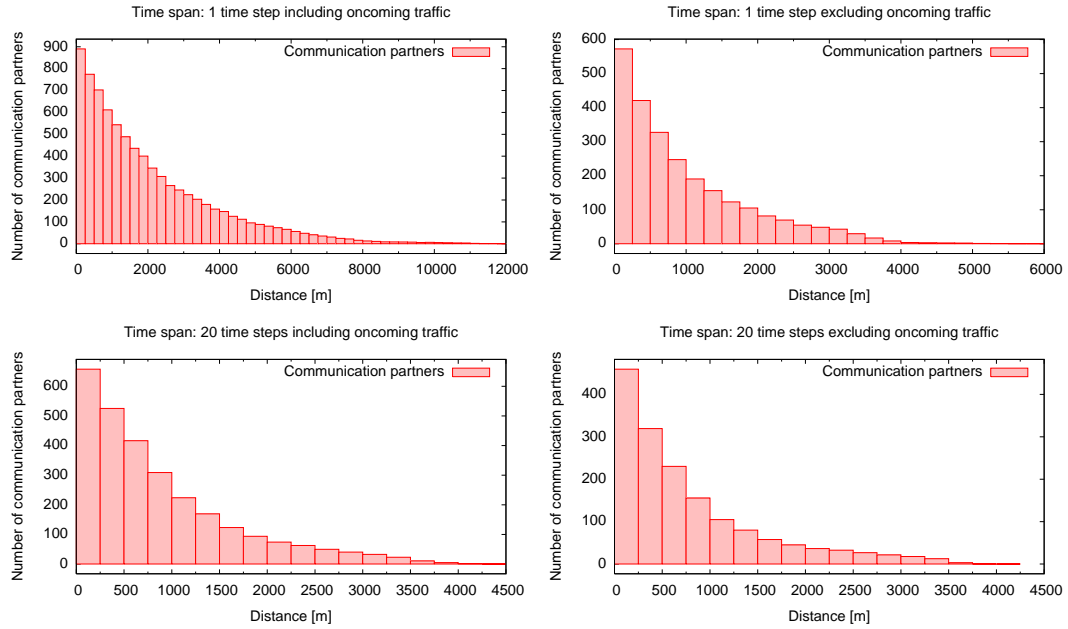 Time span: 1 time step including oncoming traffic
Number of communication partners
900
800
700
600
500
400
300
200
100
0
Communication partners
0 2000 4000 6000 8000 10000 12000
Distance [m]
Time span: 1 time step excluding oncoming traffic
Number of communication partners
600
500
400
300
200
100
0
Communication partners
0 1000 2000 3000 4000 5000 6000
Distance [m]
Time span: 20 time steps including oncoming traffic
Number of communication partners
600
500
400
300
200
100
0
Communication partners
0 500 1000 1500 2000 2500 3000 3500 4000 4500
Distance [m]
Time span: 20 time steps excluding oncoming traffic
Number of communication partners
400
300
200
100
0
Communication partners
0 500 1000 1500 2000 2500 3000 3500 4000 4500
Distance [m]